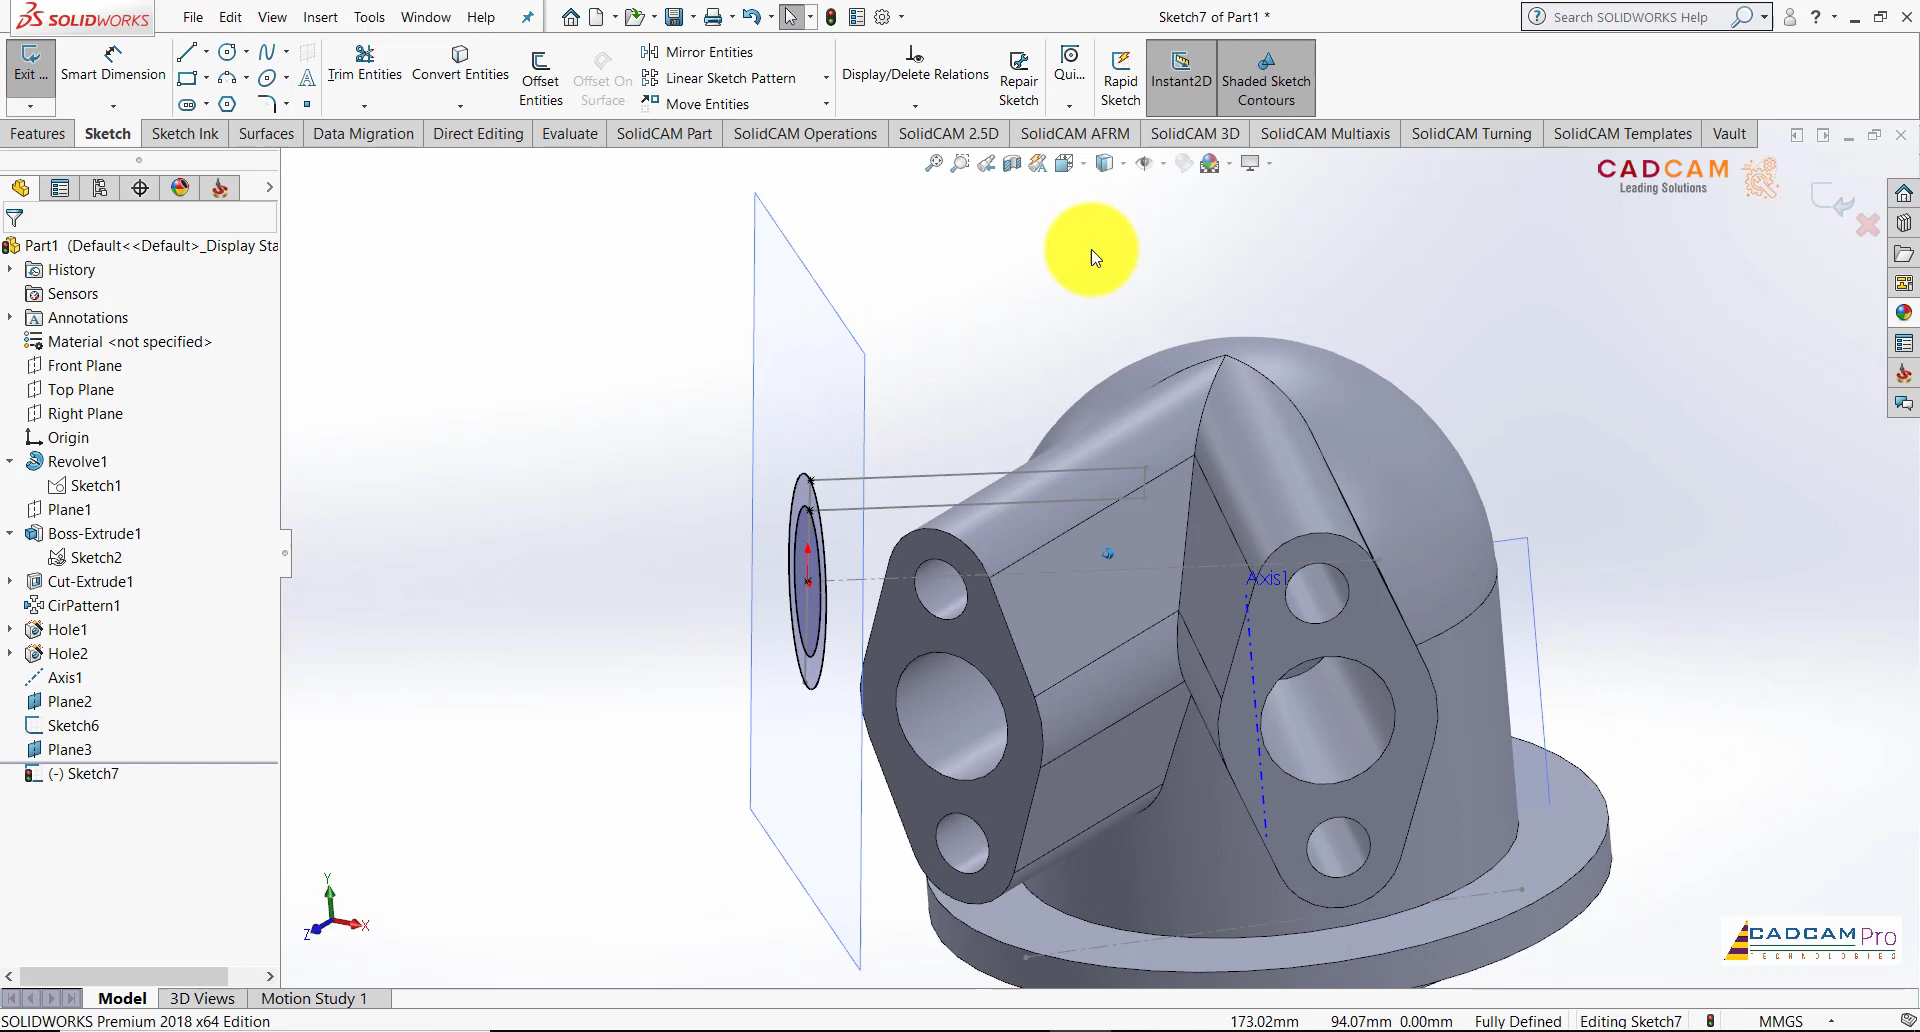 SOLIDWORKS File Edit View Insert Tools Window Help Sketch7 of Part1 * Search SOLIDWORKS Help
Exit ... Smart Dimension Trim Entities Convert Entities Offset Entities Offset On Surface Mirror Entities Linear Sketch Pattern Move Entities Display/Delete Relations Repair Sketch Qui... Rapid Sketch Instant2D Shaded Sketch Contours
Features Sketch Sketch Ink Surfaces Data Migration Direct Editing Evaluate SolidCAM Part SolidCAM Operations SolidCAM 2.5D SolidCAM AFRM SolidCAM 3D SolidCAM Multiaxis SolidCAM Turning SolidCAM Templates Vault
CADCAM
Leading Solutions
Part1 (Default<<Default>_Display Sta
History
Sensors
Annotations
Material <not specified>
Front Plane
Top Plane
Right Plane
Origin
Revolve1
Sketch1
Plane1
Boss-Extrude1
Sketch2
Cut-Extrude1
CirPattern1
Hole1
Hole2
Axis1
Plane2
Sketch6
Plane3
(-) Sketch7
Axis1
Y
X
Z
CADCAM Pro
TECHNOLOGIES
Model 3D Views Motion Study 1
SOLIDWORKS Premium 2018 x64 Edition 173.02mm 94.07mm 0.00mm Fully Defined Editing Sketch7 MMGS